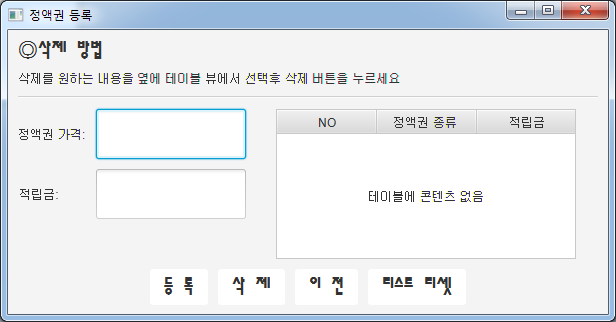 정액권 등록
◎삭제 방법
삭제를 원하는 내용을 옆에 테이블 뷰에서 선택후 삭제 버튼을 누르세요
정액권 가격:
적립금:
NO 정액권 종류 적립금
테이블에 콘텐츠 없음
등록 삭제 이전 리스트 리셋